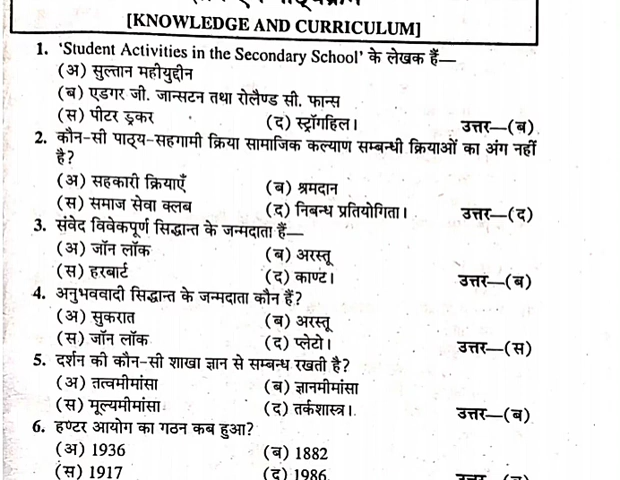 [KNOWLEDGE AND CURRICULUM]
1. 'Student Activities in the Secondary School' के लेखक हैं—
(अ) सुल्तान महीयुद्दीन
(ब) एडगर जी. जान्सटन तथा रोलैण्ड सी. फान्स
(स) पीटर ड्रकर (द) स्ट्रॉगहिल। उत्तर—(ब)
2. कौन-सी पाठ्य-सहगामी क्रिया सामाजिक कल्याण सम्बन्धी क्रियाओं का अंग नहीं
है?
(अ) सहकारी क्रियाएँ (ब) श्रमदान
(स) समाज सेवा क्लब (द) निबन्ध प्रतियोगिता। उत्तर—(द)
3. संवेद विवेकपूर्ण सिद्धान्त के जन्मदाता हैं—
(अ) जॉन लॉक (ब) अरस्तू
(स) हरबार्ट (द) काण्ट। उत्तर—(ब)
4. अनुभववादी सिद्धान्त के जन्मदाता कौन हैं?
(अ) सुकरात (ब) अरस्तू
(स) जॉन लॉक (द) प्लेटो। उत्तर—(स)
5. दर्शन की कौन-सी शाखा ज्ञान से सम्बन्ध रखती है?
(अ) तत्वमीमांसा (ब) ज्ञानमीमांसा
(स) मूल्यमीमांसा (द) तर्कशास्त्र। उत्तर—(ब)
6. हण्टर आयोग का गठन कब हुआ?
(अ) 1936 (ब) 1882
(स) 1917 (द) 1986